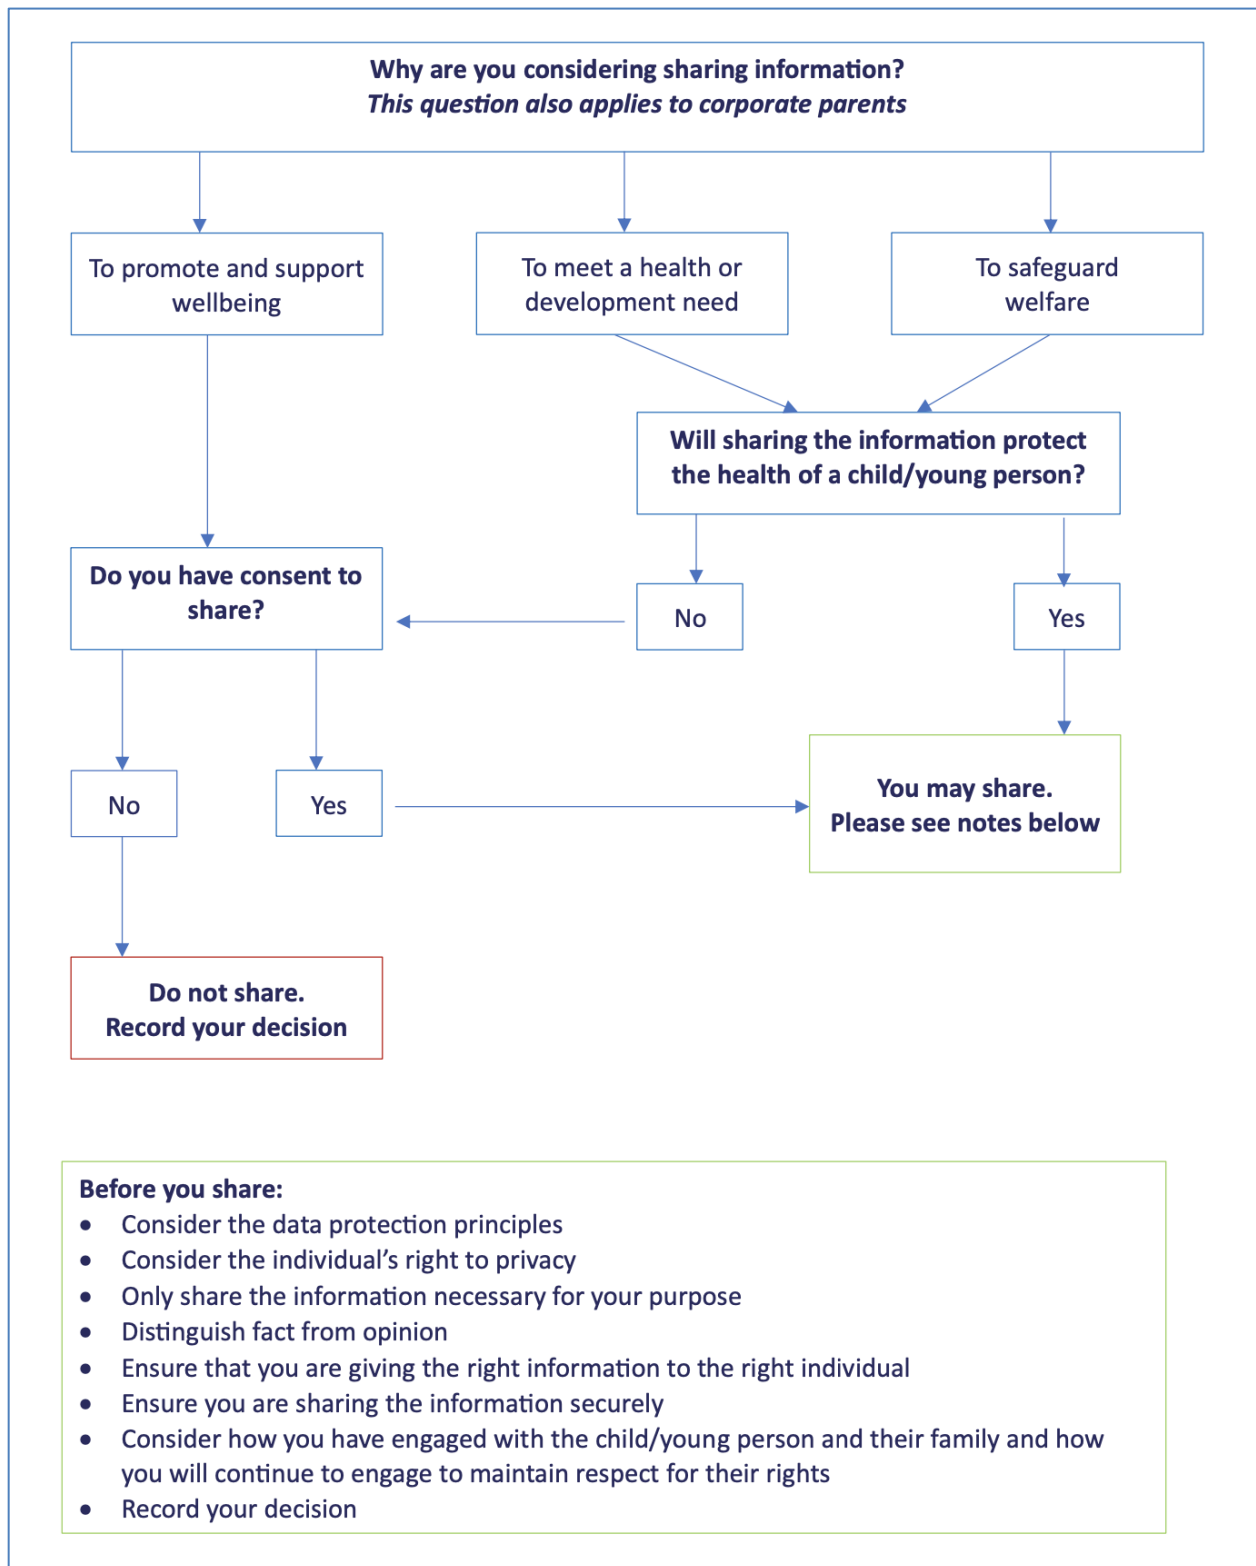 Why are you considering sharing information?
This question also applies to corporate parents
To promote and support
wellbeing
To meet a health or
development need
To safeguard
welfare
Will sharing the information protect
the health of a child/young person?
Do you have consent to
share?
No
Yes
No
Yes
You may share.
Please see notes below
Do not share.
Record your decision
Before you share:
• Consider the data protection principles
• Consider the individual’s right to privacy
• Only share the information necessary for your purpose
• Distinguish fact from opinion
• Ensure that you are giving the right information to the right individual
• Ensure you are sharing the information securely
• Consider how you have engaged with the child/young person and their family and how
you will continue to engage to maintain respect for their rights
• Record your decision